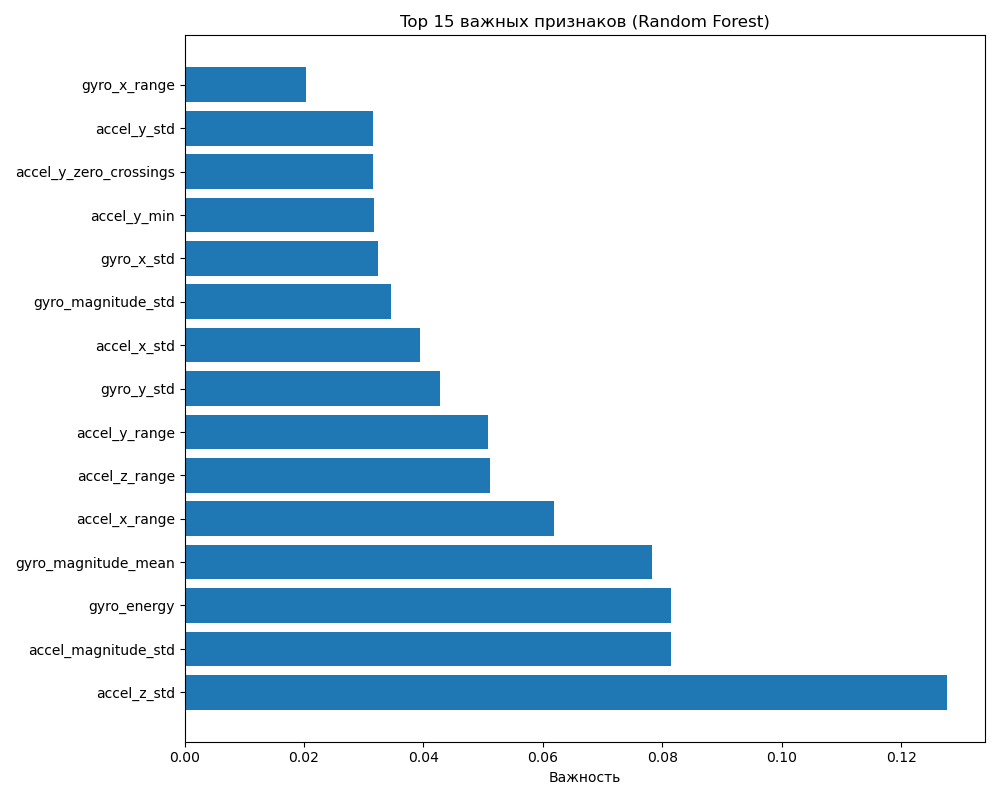 Top 15 важных признаков (Random Forest)
gyro_x_range
accel_y_std
accel_y_zero_crossings
accel_y_min
gyro_x_std
gyro_magnitude_std
accel_x_std
gyro_y_std
accel_y_range
accel_z_range
accel_x_range
gyro_magnitude_mean
gyro_energy
accel_magnitude_std
accel_z_std
0.00 0.02 0.04 0.06 0.08 0.10 0.12
Важность